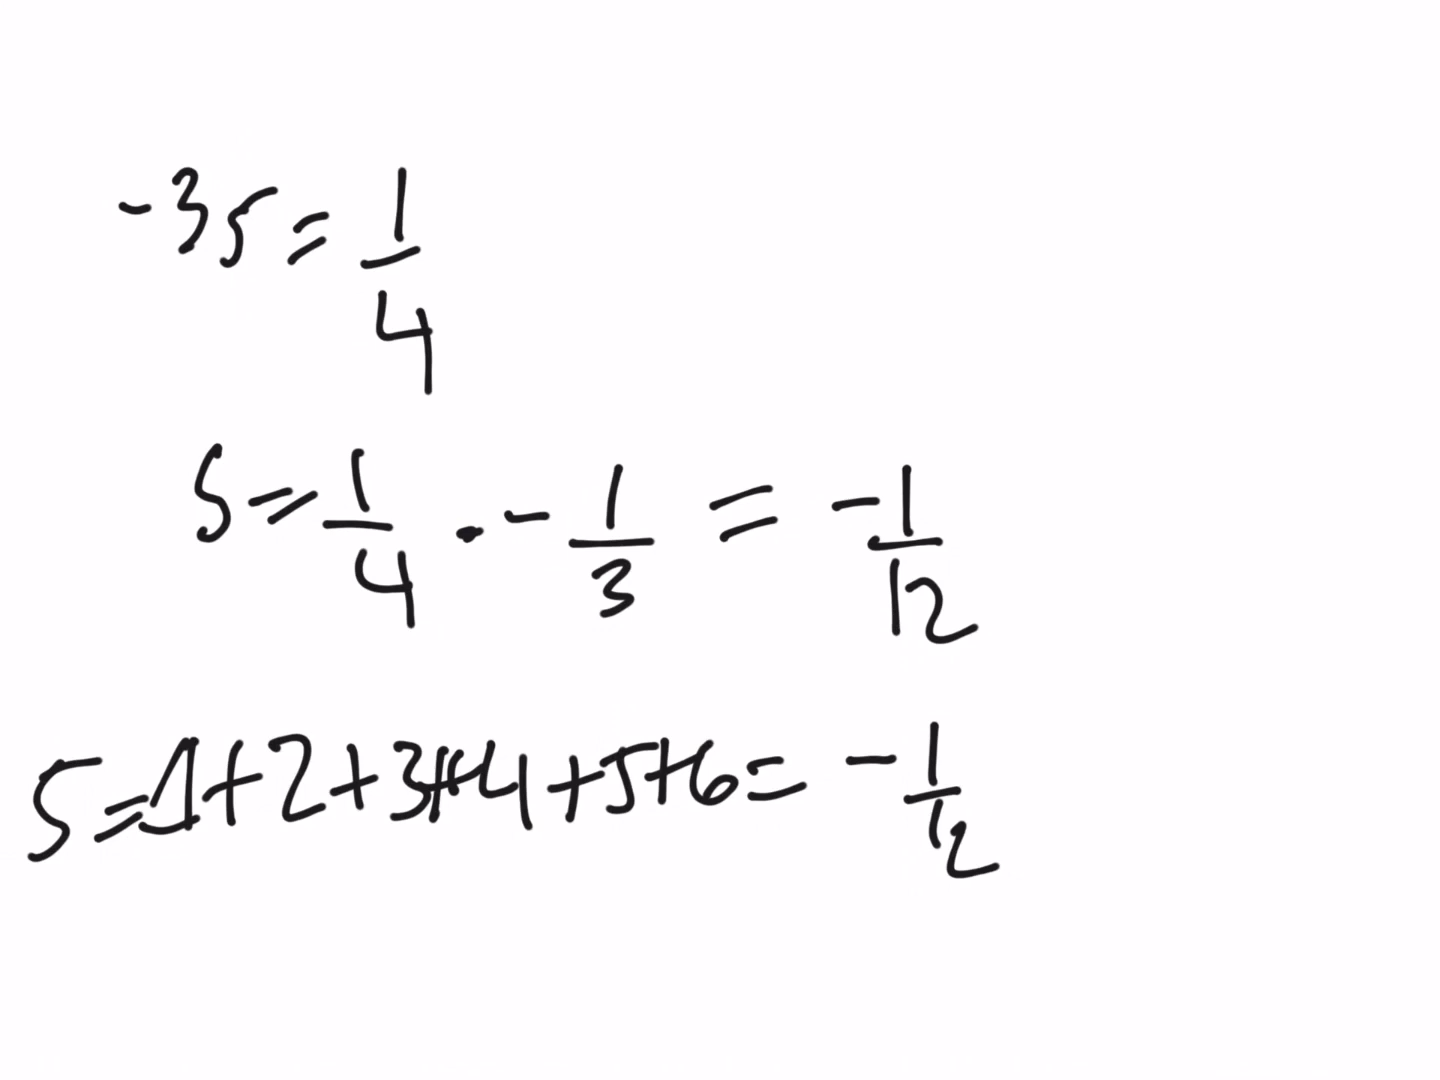 -3S = 1/4
S = 1/4 · -1/3 = -1/12
S = 1+2+3+4+5+6 = -1/12